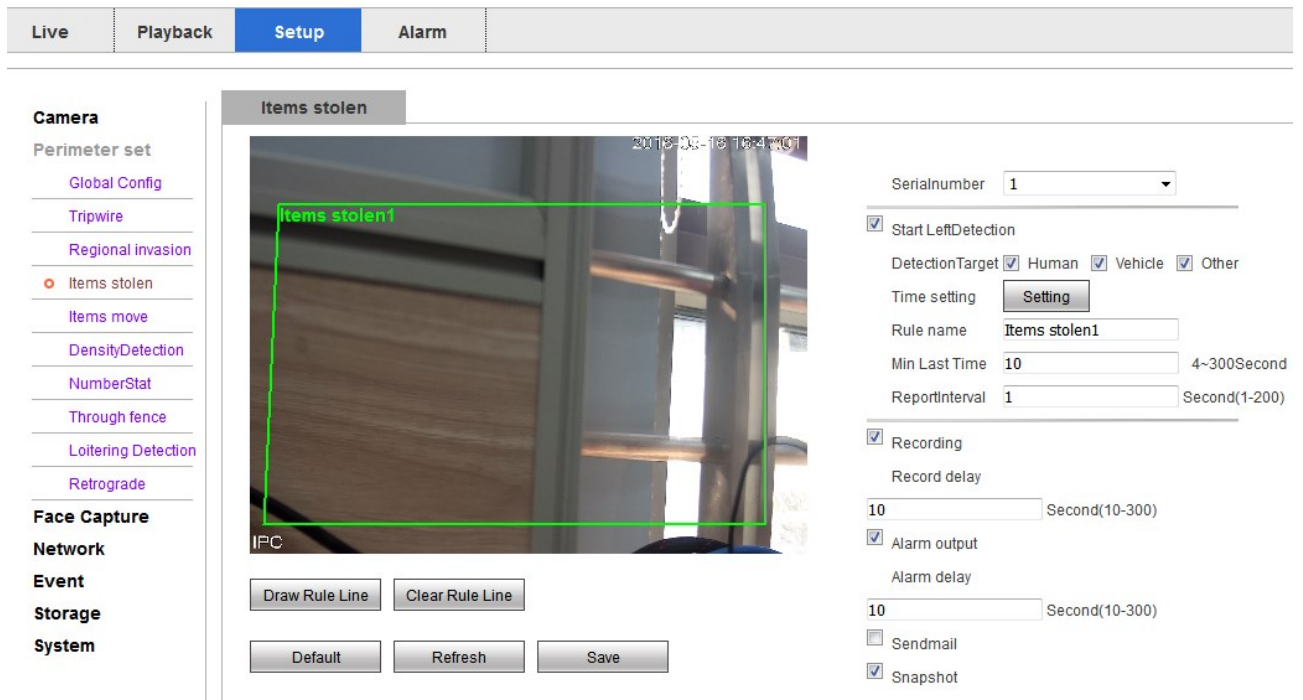 Live Playback Setup Alarm
Items stolen
Camera
Perimeter set
Global Config
Tripwire
Regional invasion
Items stolen
Items move
DensityDetection
NumberStat
Through fence
Loitering Detection
Retrograde
Face Capture
Network
Event
Storage
System
Items stolen1
IPC
Draw Rule Line Clear Rule Line
Default Refresh Save
Serialnumber 1
Start LeftDetection
DetectionTarget Human Vehicle Other
Time setting Setting
Rule name Items stolen1
Min Last Time 10 4~300Second
ReportInterval 1 Second(1-200)
Recording
Record delay
10 Second(10-300)
Alarm output
Alarm delay
10 Second(10-300)
Sendmail
Snapshot